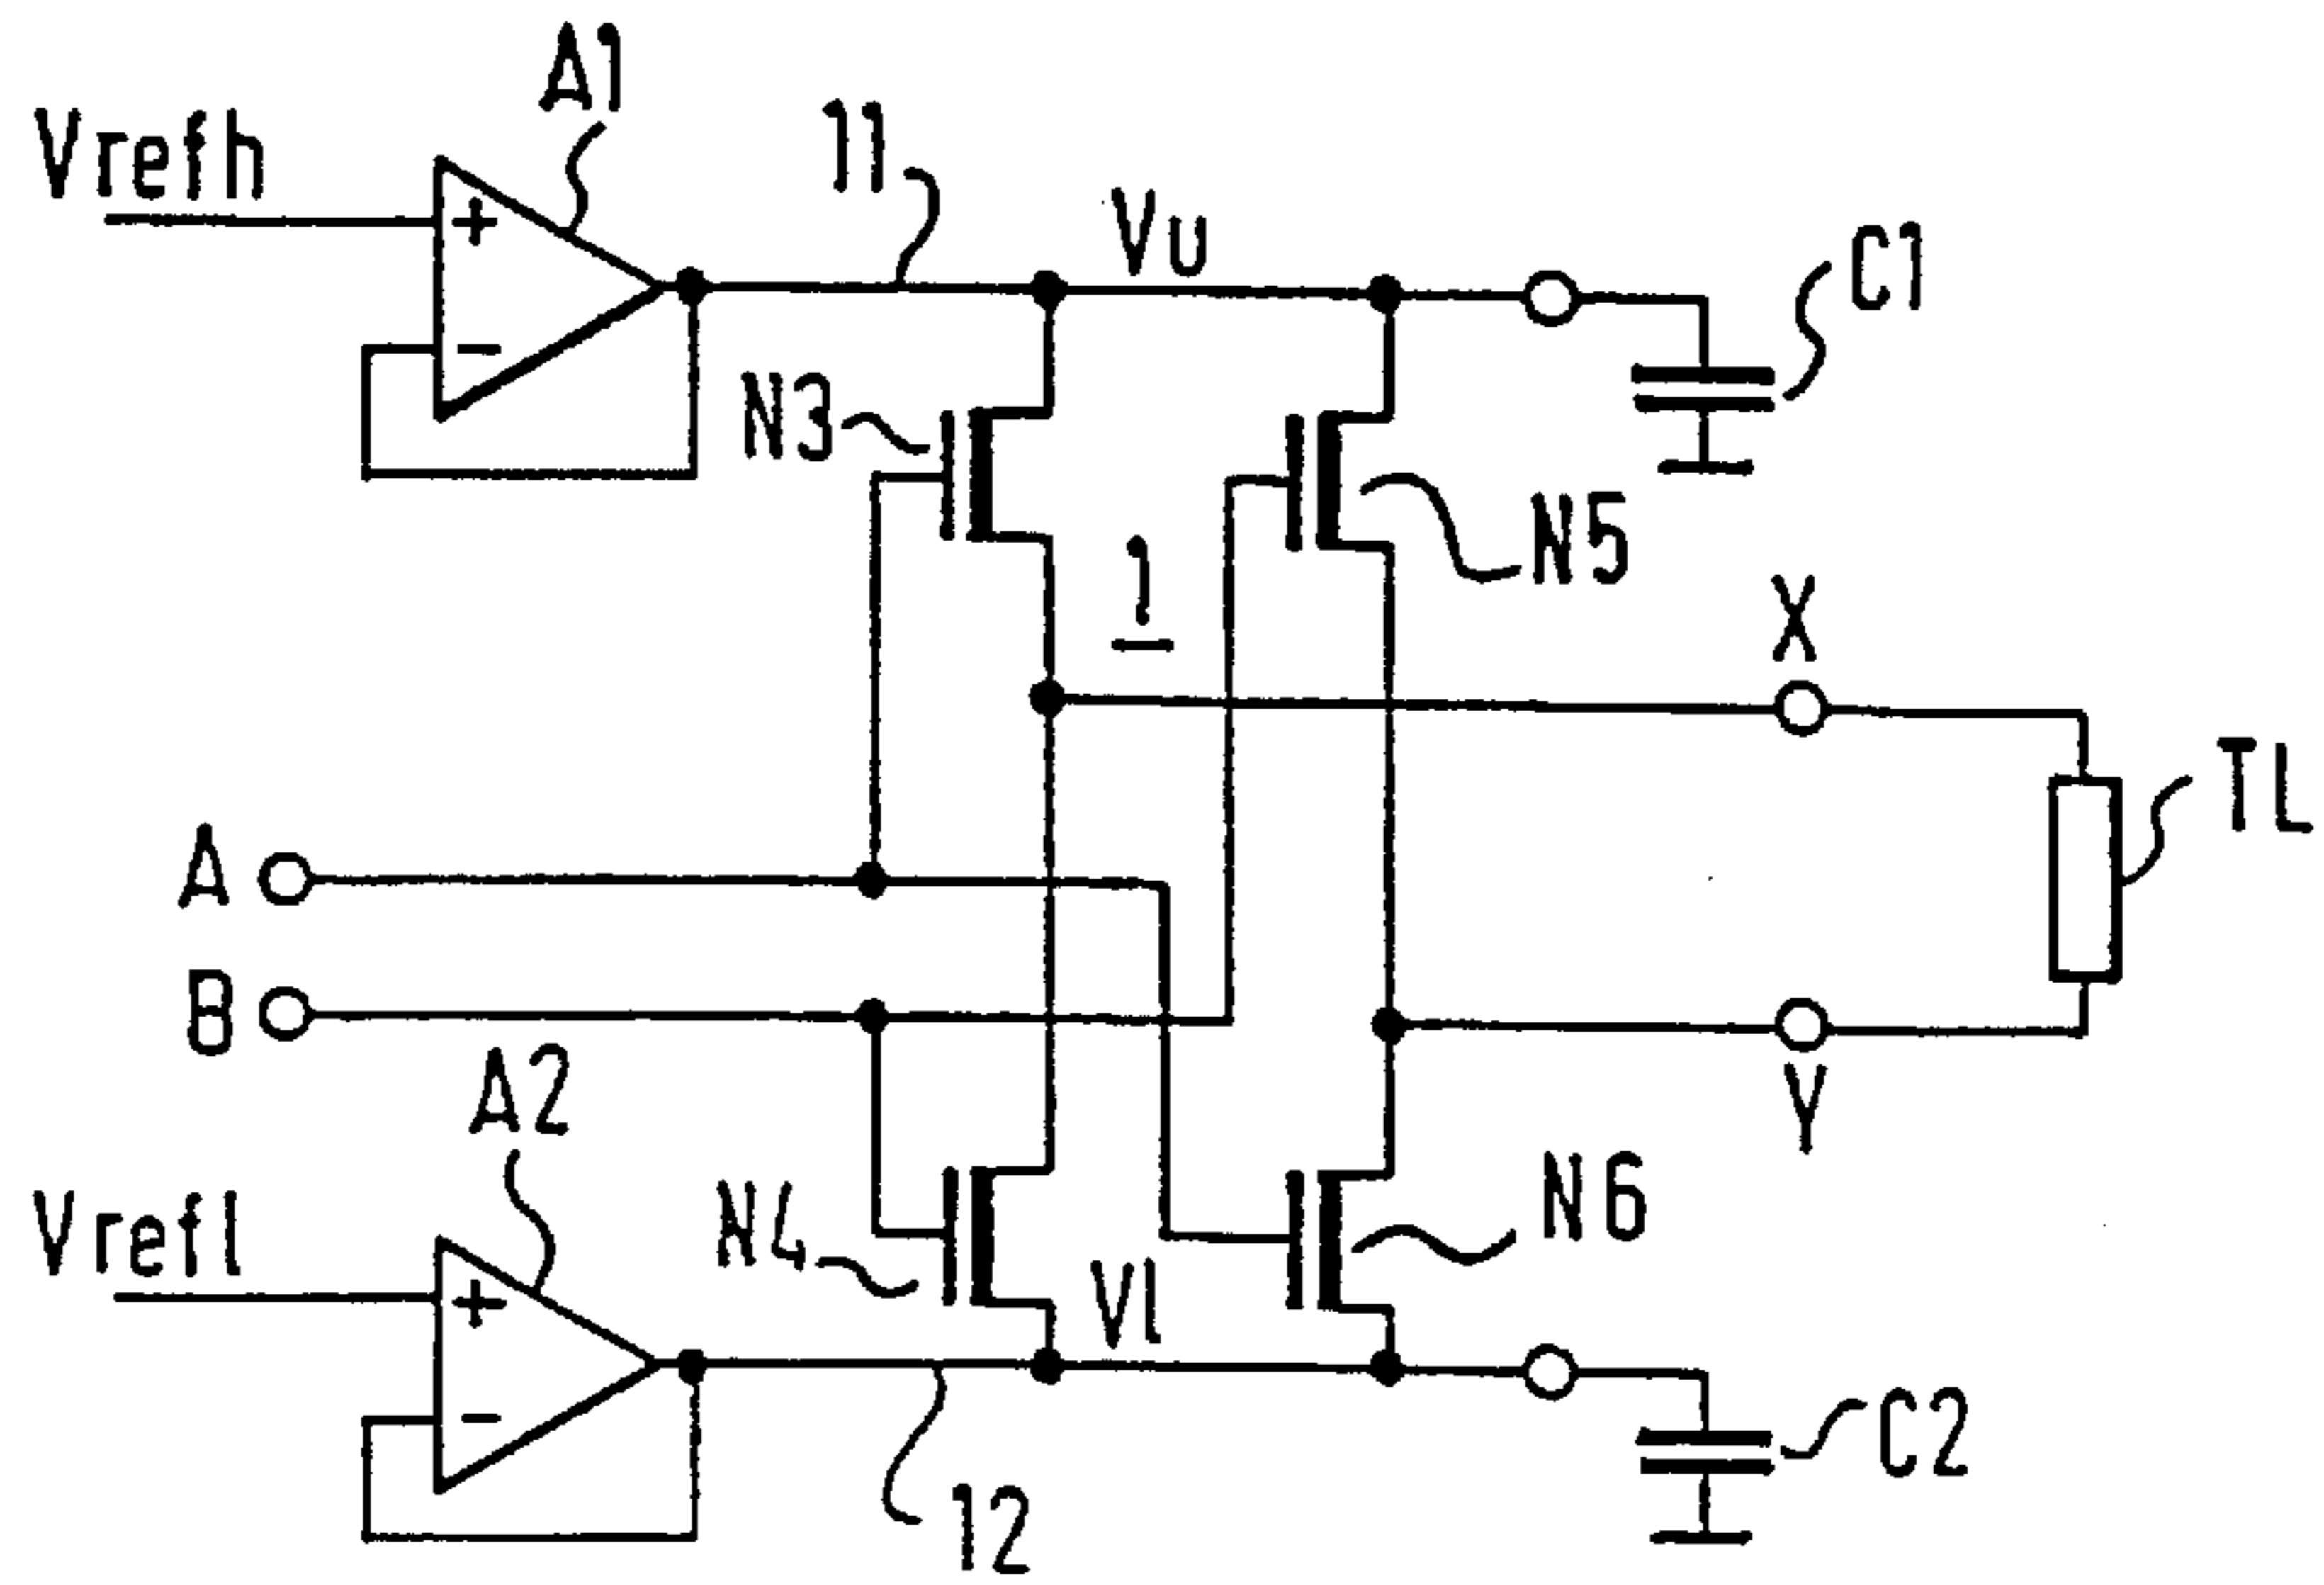 A1
Vrefh
11
Vu
C1
N3
N5
1
X
TL
A
B
A2
Y
N4
N6
Vrefl
Vl
C2
12
+
−
+
−